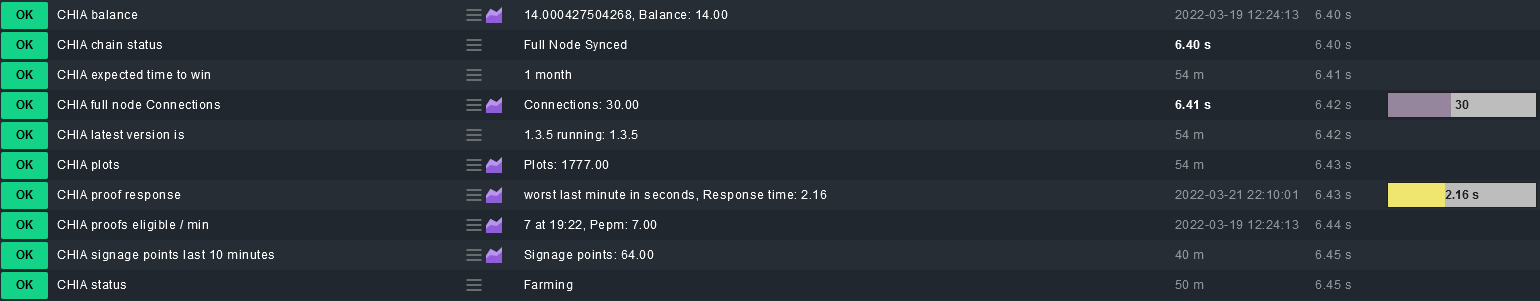 OK CHIA balance 14.000427504268, Balance: 14.00 2022-03-19 12:24:13 6.40 s
OK CHIA chain status Full Node Synced 6.40 s 6.40 s
OK CHIA expected time to win 1 month 54 m 6.41 s
OK CHIA full node Connections Connections: 30.00 6.41 s 6.42 s 30
OK CHIA latest version is 1.3.5 running: 1.3.5 54 m 6.42 s
OK CHIA plots Plots: 1777.00 54 m 6.43 s
OK CHIA proof response worst last minute in seconds, Response time: 2.16 2022-03-21 22:10:01 6.43 s 2.16 s
OK CHIA proofs eligible / min 7 at 19:22, Pepm: 7.00 2022-03-19 12:24:13 6.44 s
OK CHIA signage points last 10 minutes Signage points: 64.00 40 m 6.45 s
OK CHIA status Farming 50 m 6.45 s